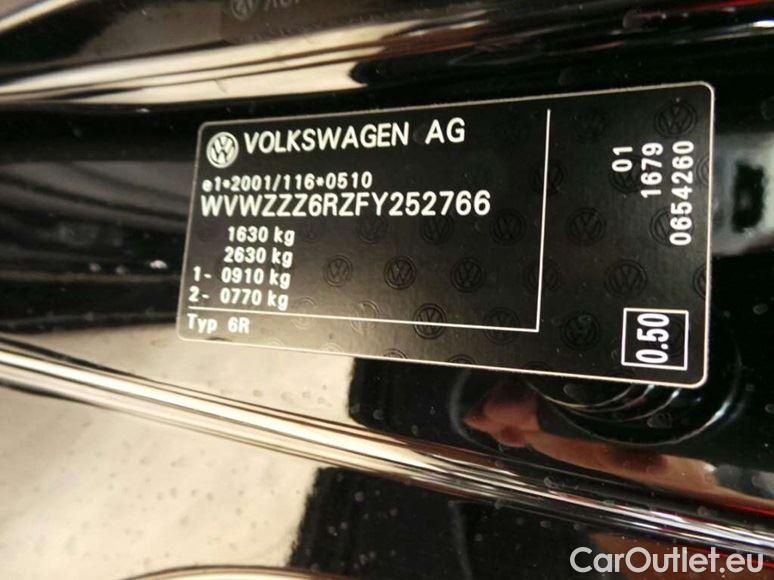 VOLKSWAGEN AG
e1*2001/116*0510
WVWZZZ6RZFY252766
1630 kg
2630 kg
1- 0910 kg
2- 0770 kg
Typ 6R
01
1679
0654260
0.50
CarOutlet.eu